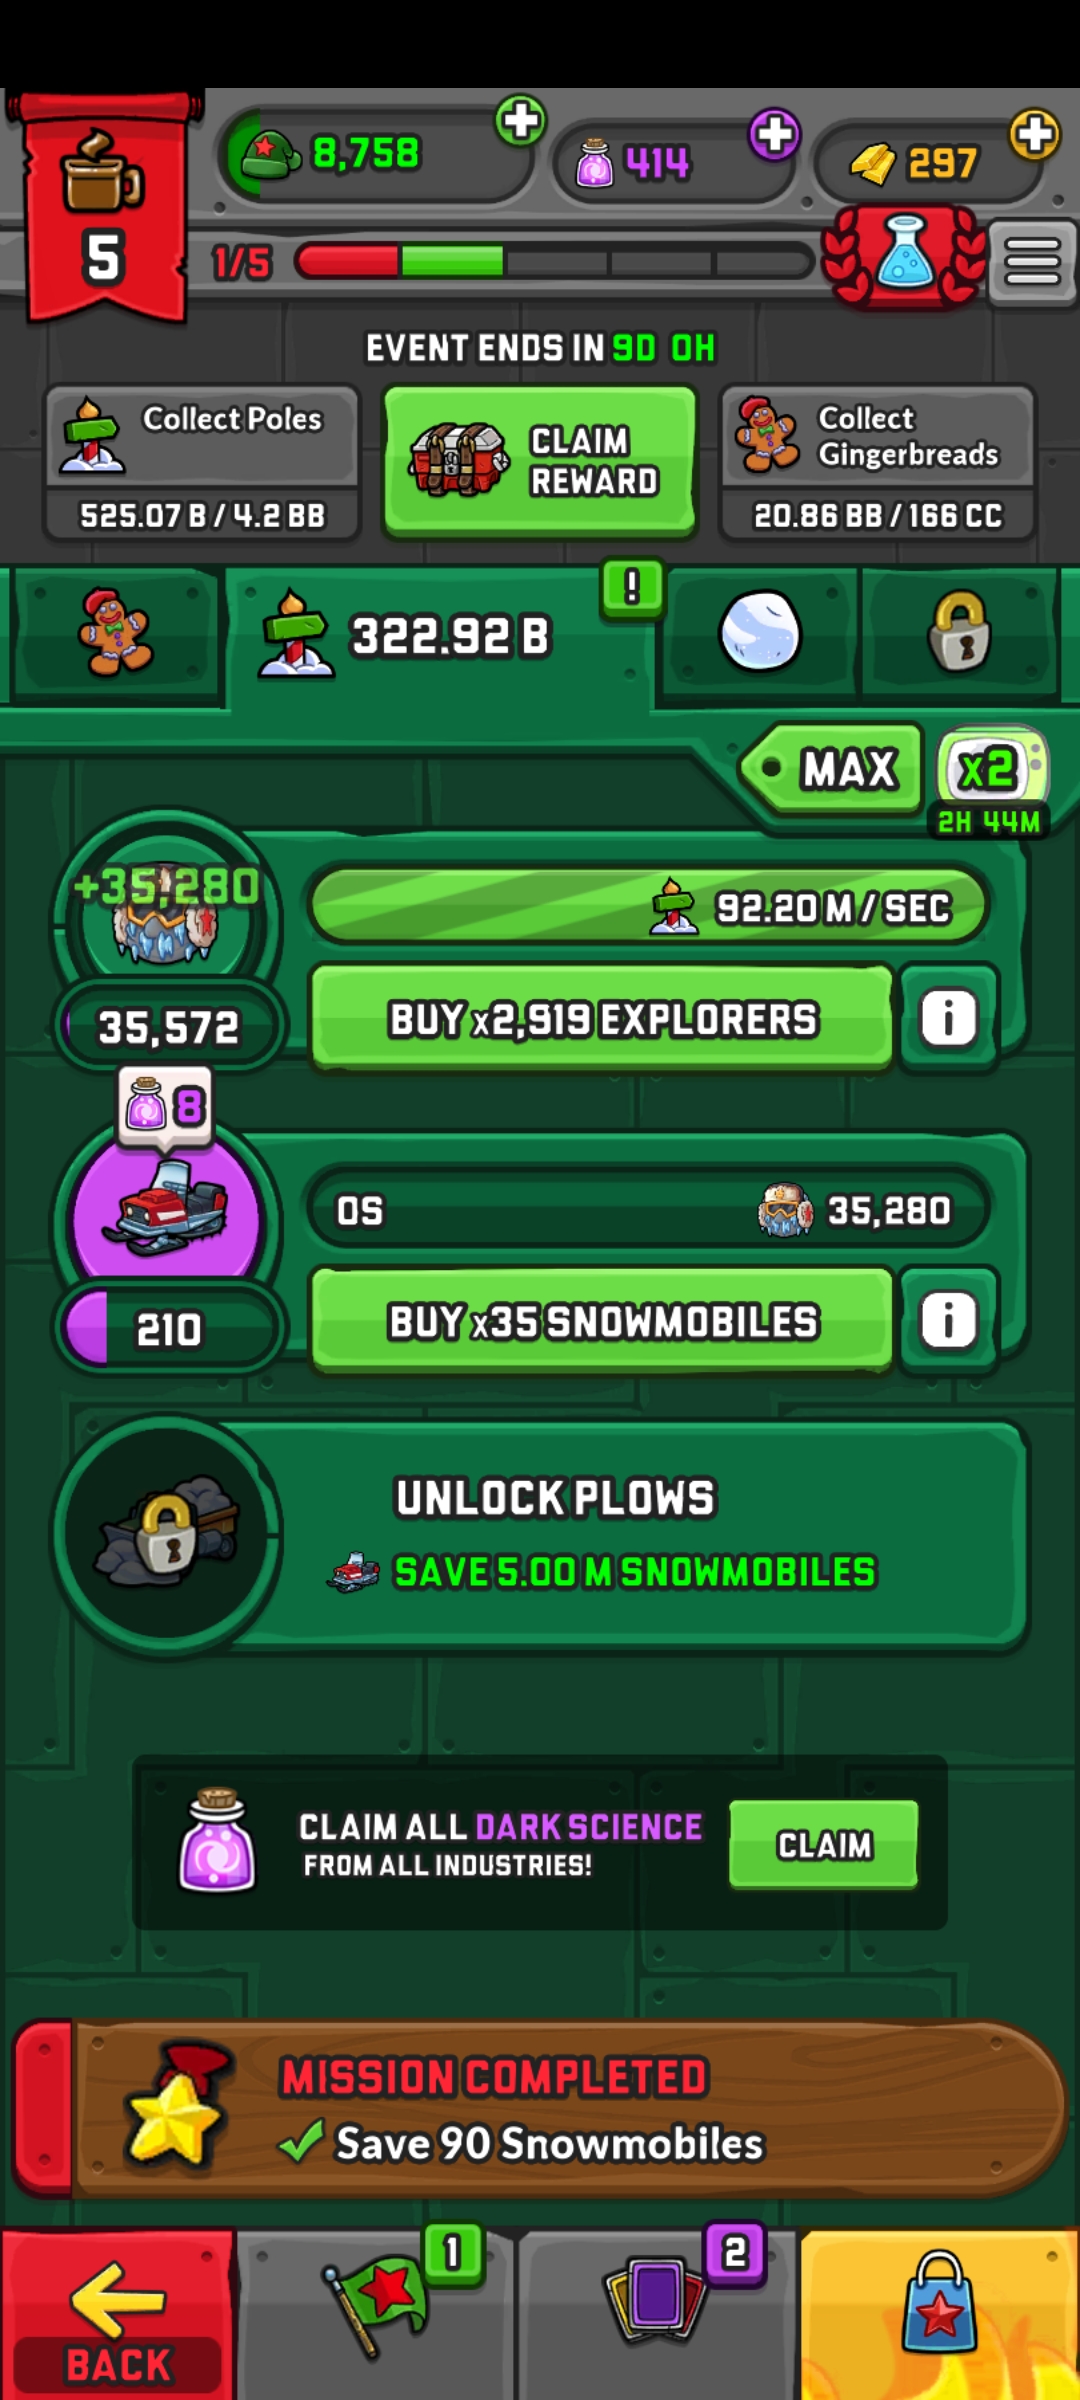 8,758
414
297
5
1/5
EVENT ENDS IN 9D 0H
Collect Poles
525.07 B / 4.2 BB
CLAIM
REWARD
Collect
Gingerbreads
20.86 BB / 166 CC
322.92 B
!
MAX
x2
2H 44M
+35,280
92.20 M / SEC
35,572
BUY x2,919 EXPLORERS
i
8
0S
35,280
210
BUY x35 SNOWMOBILES
i
UNLOCK PLOWS
SAVE 5.00 M SNOWMOBILES
CLAIM ALL DARK SCIENCE
FROM ALL INDUSTRIES!
CLAIM
MISSION COMPLETED
Save 90 Snowmobiles
1
2
BACK